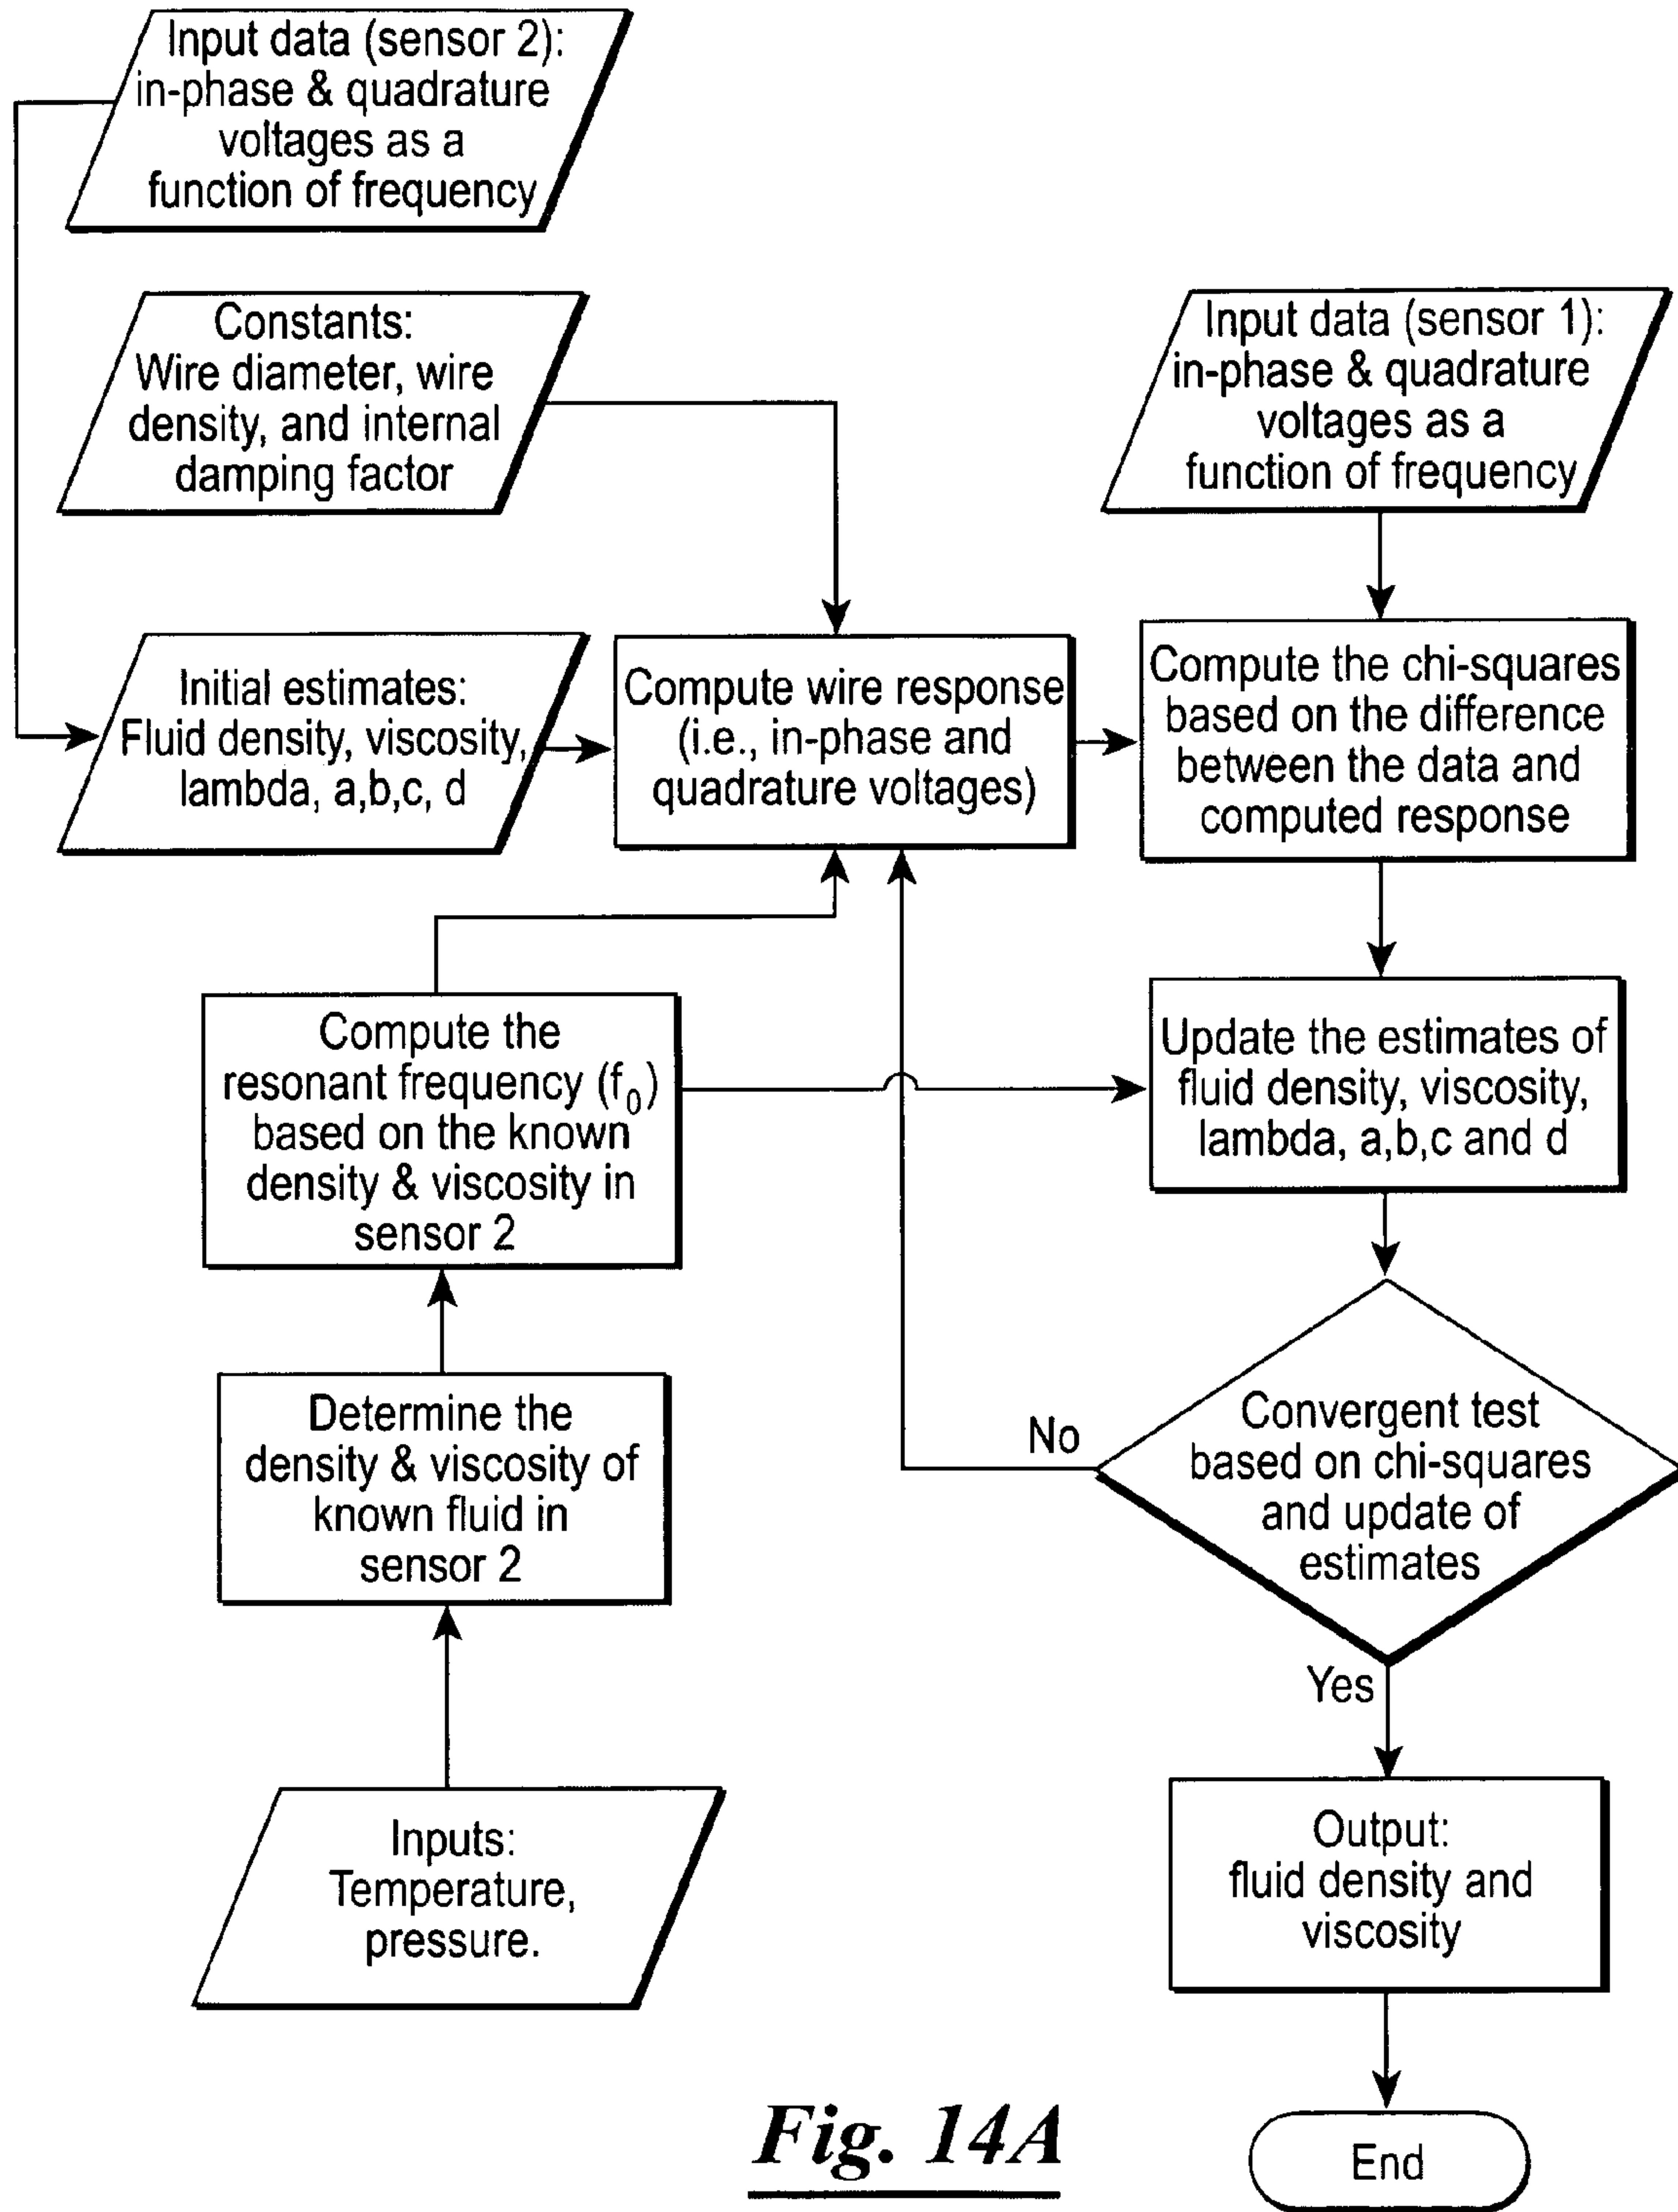 Input data (sensor 2):
in-phase & quadrature
voltages as a
function of frequency
Constants:
Wire diameter, wire
density, and internal
damping factor
Input data (sensor 1):
in-phase & quadrature
voltages as a
function of frequency
Initial estimates:
Fluid density, viscosity,
lambda, a,b,c, d
Compute wire response
(i.e., in-phase and
quadrature voltages)
Compute the chi-squares
based on the difference
between the data and
computed response
Compute the
resonant frequency (f₀)
based on the known
density & viscosity in
sensor 2
Update the estimates of
fluid density, viscosity,
lambda, a,b,c and d
Determine the
density & viscosity of
known fluid in
sensor 2
No
Convergent test
based on chi-squares
and update of
estimates
Yes
Inputs:
Temperature,
pressure.
Output:
fluid density and
viscosity
End
Fig. 14A